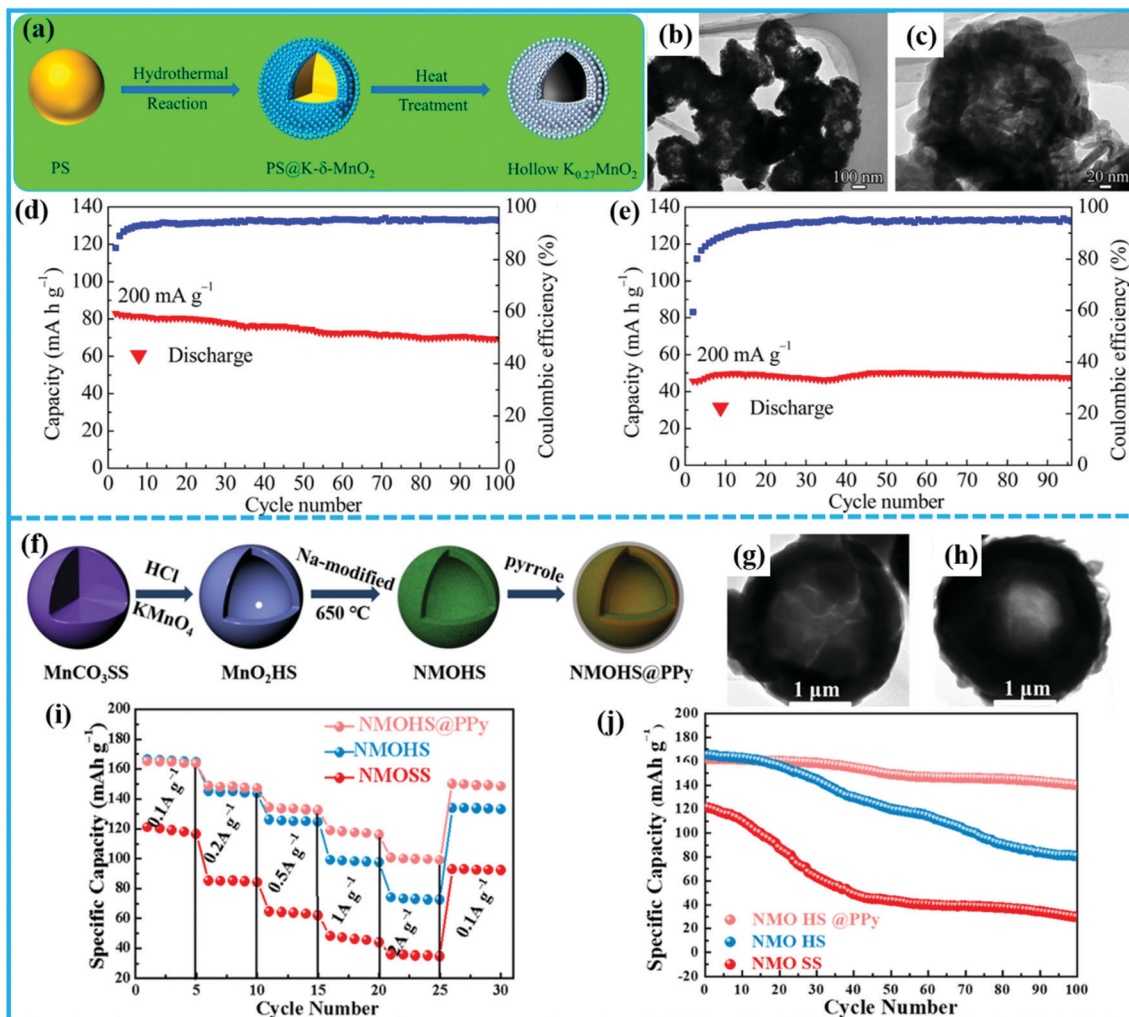 (a)
Hydrothermal
Reaction
Heat
Treatment
PS
PS@K-δ-MnO₂
Hollow K₀.₂₇MnO₂
(b)
100 nm
(c)
20 nm
(d)
140
120
100
80
60
40
20
0
Capacity (mA h g⁻¹)
200 mA g⁻¹
Discharge
100
80
60
40
20
0
Coulombic efficiency (%)
0 10 20 30 40 50 60 70 80 90 100
Cycle number
(e)
140
120
100
80
60
40
20
0
Capacity (mA h g⁻¹)
200 mA g⁻¹
Discharge
100
80
60
40
20
0
Coulombic efficiency (%)
0 10 20 30 40 50 60 70 80 90
Cycle number
(f)
HCl
KMnO₄
Na-modified
650 °C
pyrrole
MnCO₃SS
MnO₂HS
NMOHS
NMOHS@PPy
(g)
1 μm
(h)
1 μm
(i)
200
180
160
140
120
100
80
60
40
20
Specific Capacity (mAh g⁻¹)
NMOHS@PPy
NMOHS
NMOSS
0.1A g⁻¹
0.2A g⁻¹
0.5A g⁻¹
1A g⁻¹
2A g⁻¹
0.1A g⁻¹
0 5 10 15 20 25 30
Cycle Number
(j)
200
180
160
140
120
100
80
60
40
20
0
-20
Specific Capacity (mAh g⁻¹)
NMO HS @PPy
NMO HS
NMO SS
0 10 20 30 40 50 60 70 80 90 100
Cycle Number